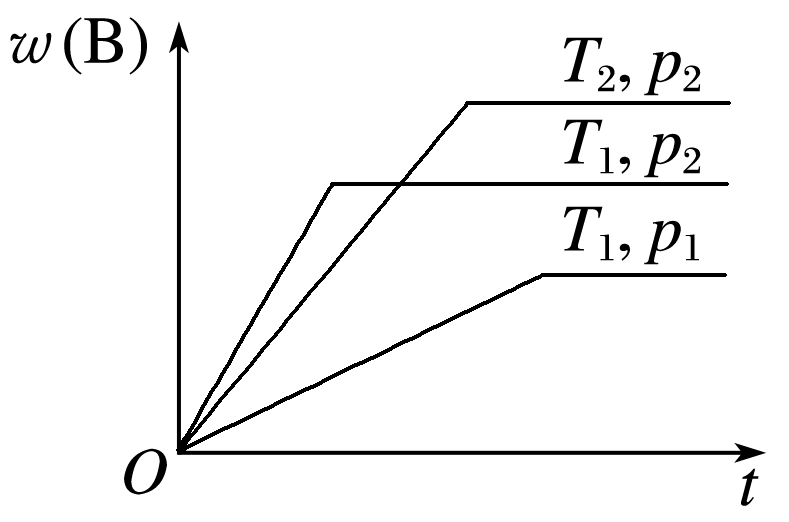 w(B)
T₂, p₂
T₁, p₂
T₁, p₁
O
t